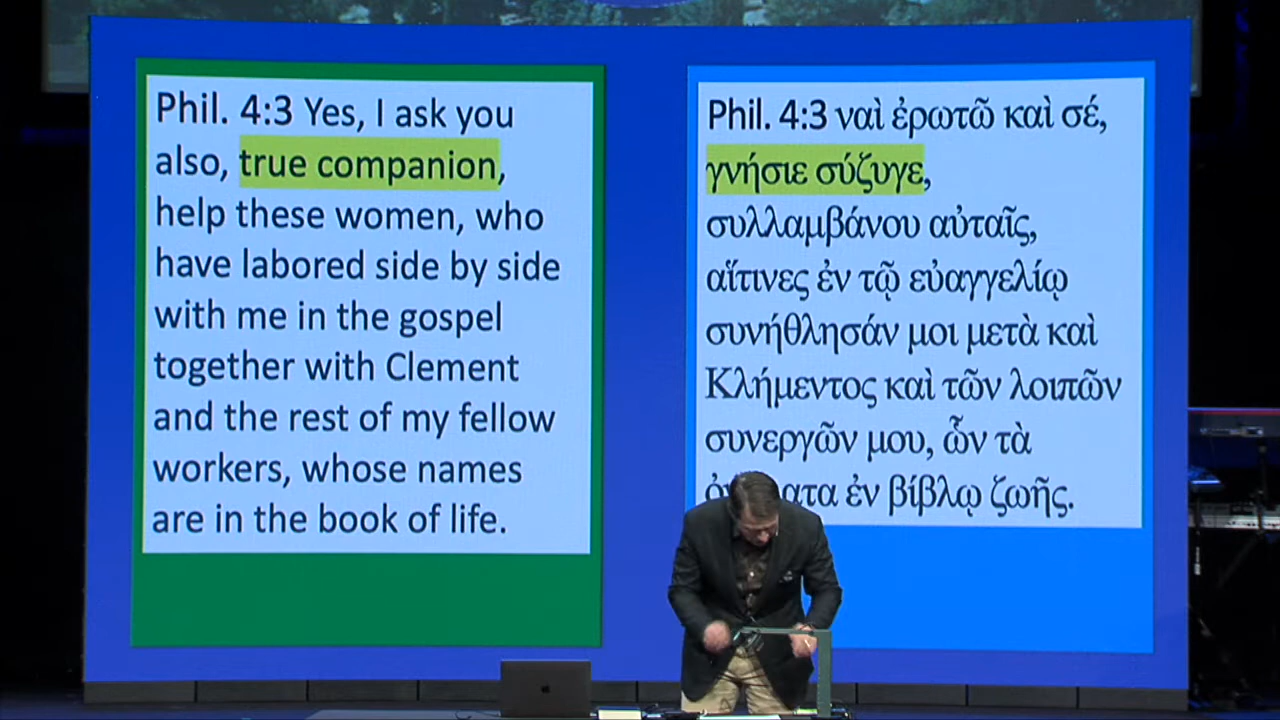 Phil. 4:3 Yes, I ask you
also, true companion,
help these women, who
have labored side by side
with me in the gospel
together with Clement
and the rest of my fellow
workers, whose names
are in the book of life.
Phil. 4:3 ναὶ ἐρωτῶ καὶ σέ,
γνήσιε σύζυγε,
συλλαμβάνου αὐταῖς,
αἵτινες ἐν τῷ εὐαγγελίῳ
συνήθλησάν μοι μετὰ καὶ
Κλήμεντος καὶ τῶν λοιπῶν
συνεργῶν μου, ὧν τὰ
ἐν βίβλῳ ζωῆς.